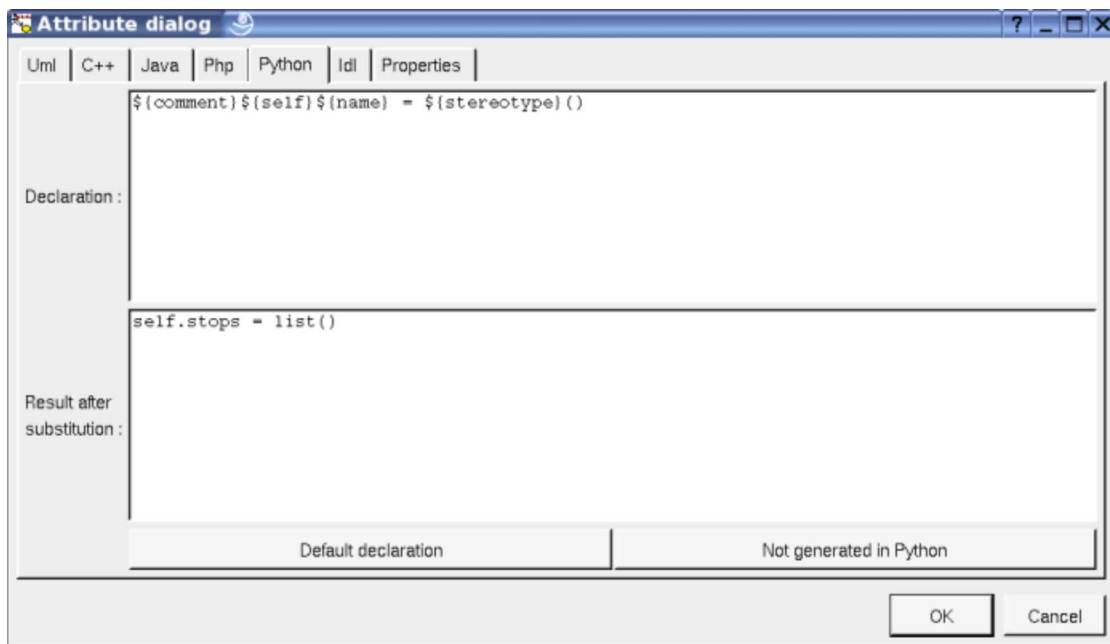 Attribute dialog
Uml C++ Java Php Python Idl Properties
${comment}${self}${name} = ${stereotype}()
Declaration :
self.stops = list()
Result after
substitution :
Default declaration Not generated in Python
OK Cancel